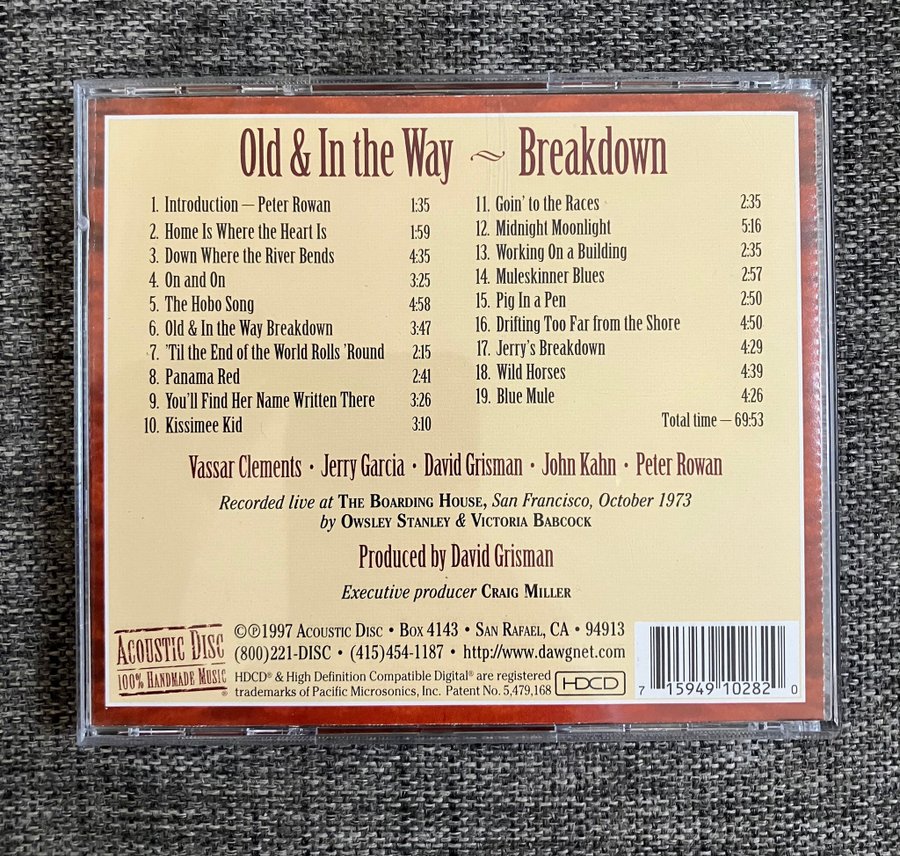 Old & In the Way ~ Breakdown
1. Introduction — Peter Rowan 1:35
2. Home Is Where the Heart Is 1:59
3. Down Where the River Bends 4:35
4. On and On 3:25
5. The Hobo Song 4:58
6. Old & In the Way Breakdown 3:47
7. ’Til the End of the World Rolls ’Round 2:15
8. Panama Red 2:41
9. You’ll Find Her Name Written There 3:26
10. Kissimee Kid 3:10
11. Goin’ to the Races 2:35
12. Midnight Moonlight 5:16
13. Working On a Building 2:35
14. Muleskinner Blues 2:57
15. Pig In a Pen 2:50
16. Drifting Too Far from the Shore 4:50
17. Jerry’s Breakdown 4:29
18. Wild Horses 4:39
19. Blue Mule 4:26
Total time — 69:53
Vassar Clements • Jerry Garcia • David Grisman • John Kahn • Peter Rowan
Recorded live at THE BOARDING HOUSE, San Francisco, October 1973
by OWSLEY STANLEY & VICTORIA BABCOCK
Produced by David Grisman
Executive producer CRAIG MILLER
ACOUSTIC DISC
100% HANDMADE MUSIC
®
©℗1997 ACOUSTIC DISC • BOX 4143 • SAN RAFAEL, CA • 94913
(800)221-DISC • (415)454-1187 • http://www.dawgnet.com
HDCD® & High Definition Compatible Digital® are registered
trademarks of Pacific Microsonics, Inc. Patent No. 5,479,168
HDCD
7 15949 10282 0